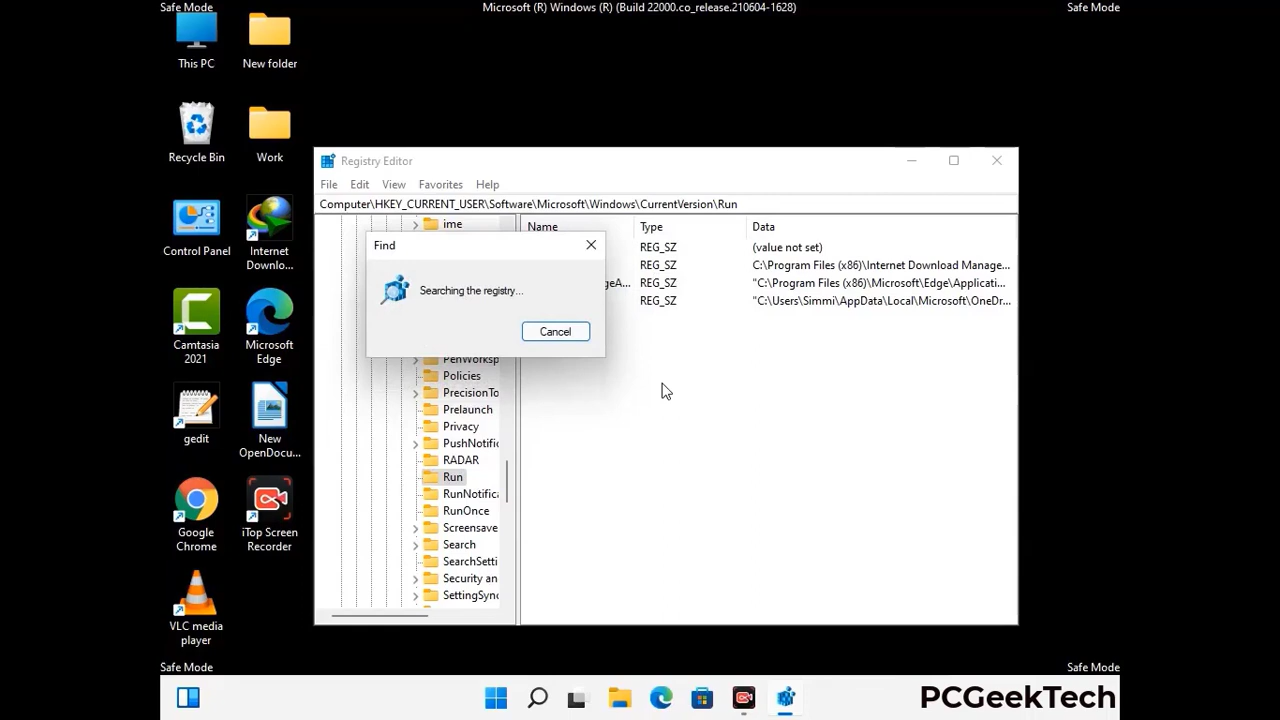 Safe Mode
Microsoft (R) Windows (R) (Build 22000.co_release.210604-1628)
Safe Mode
This PC
New folder
Recycle Bin
Work
Control Panel
Internet
Downlo...
Camtasia
2021
Microsoft
Edge
gedit
New
OpenDocu...
Google
Chrome
iTop Screen
Recorder
VLC media
player
Registry Editor
File Edit View Favorites Help
Computer\HKEY_CURRENT_USER\Software\Microsoft\Windows\CurrentVersion\Run
ime
Name Type Data
REG_SZ (value not set)
REG_SZ C:\Program Files (x86)\Internet Download Manage...
geA... REG_SZ "C:\Program Files (x86)\Microsoft\Edge\Applicati...
REG_SZ "C:\Users\Simmi\AppData\Local\Microsoft\OneDr...
Find
Searching the registry...
Cancel
PenWorksp
Policies
PrecisionTo
Prelaunch
Privacy
PushNotific
RADAR
Run
RunNotifica
RunOnce
Screensave
Search
SearchSetti
Security an
SettingSync
Safe Mode
Safe Mode
PCGeekTech